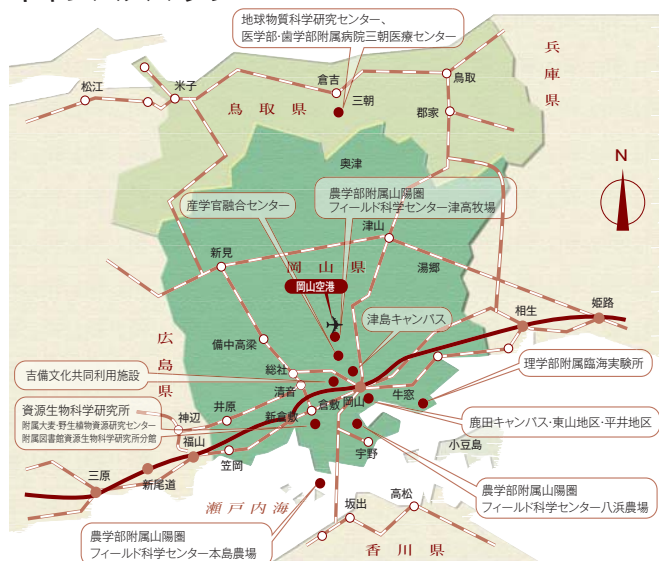 地球物質科学研究センター、
医学部・歯学部附属病院三朝医療センター
兵庫県
松江
米子
倉吉
三朝
鳥取
郡家
鳥取県
奥津
産学官融合センター
農学部附属山陽圏
フィールド科学センター津高牧場
N
津山
新見
岡山県
湯郷
岡山空港
津島キャンパス
相生
姫路
広島県
備中高梁
吉備文化共同利用施設
総社
清音
理学部附属臨海実験所
牛窓
岡山
倉敷
新倉敷
井原
資源生物科学研究所
附属大麦・野生植物資源研究センター
附属図書館資源生物科学研究所分館
神辺
福山
笠岡
鹿田キャンパス・東山地区・平井地区
宇野
小豆島
三原
新尾道
瀬戸内海
農学部附属山陽圏
フィールド科学センター八浜農場
坂出
高松
農学部附属山陽圏
フィールド科学センター本島農場
香川県